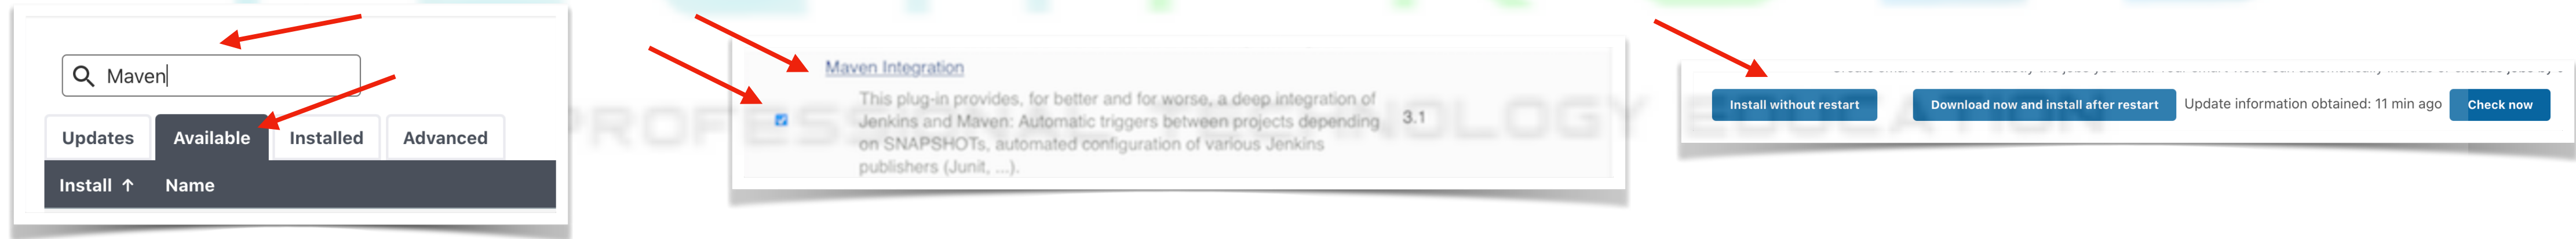 Maven
Updates Available Installed Advanced
Install ↑ Name
Maven Integration
This plug-in provides, for better and for worse, a deep integration of
Jenkins and Maven: Automatic triggers between projects depending
on SNAPSHOTs, automated configuration of various Jenkins
publishers (Junit, ...).
3.1
Install without restart Download now and install after restart Update information obtained: 11 min ago Check now
EDUCATION